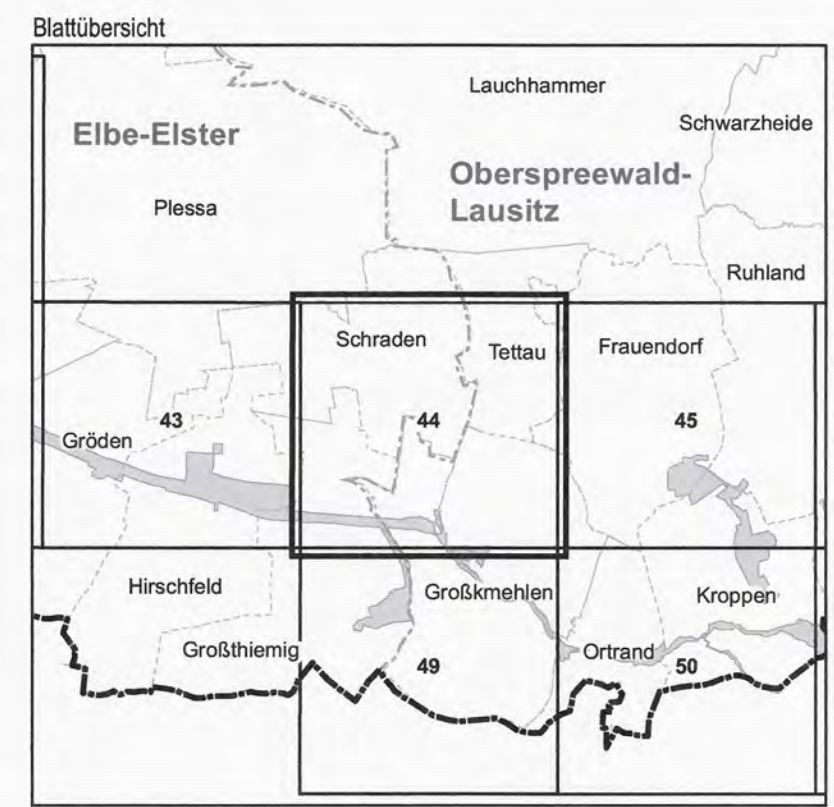 Blattübersicht
Lauchhammer
Elbe-Elster
Schwarzheide
Oberspreewald-
Lausitz
Plessa
Ruhland
Schraden
Tettau
Frauendorf
43
44
45
Gröden
Hirschfeld
Großkmehlen
Kroppen
Großthiemig
Ortrand
49
50